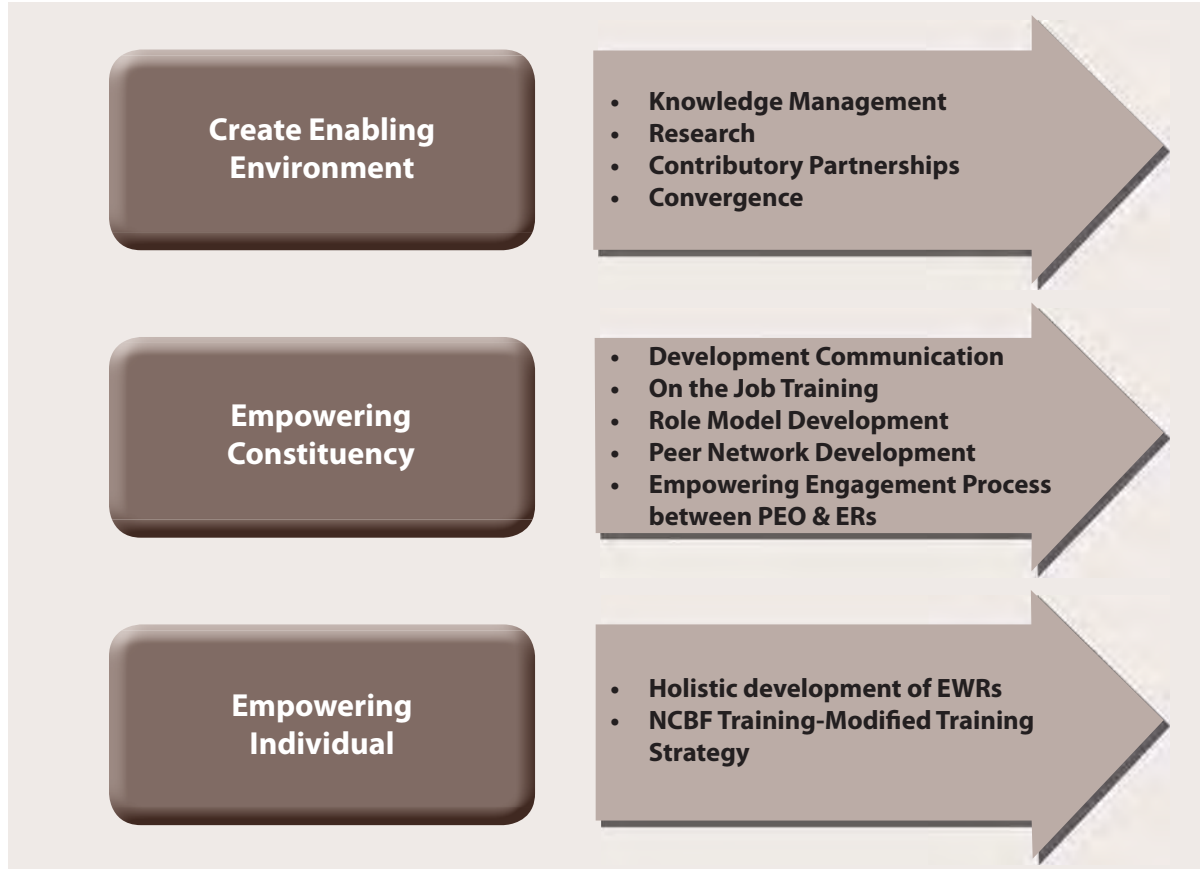 Create Enabling
Environment
• Knowledge Management
• Research
• Contributory Partnerships
• Convergence
Empowering
Constituency
• Development Communication
• On the Job Training
• Role Model Development
• Peer Network Development
• Empowering Engagement Process
between PEO & ERs
Empowering
Individual
• Holistic development of EWRs
• NCBF Training-Modified Training
Strategy